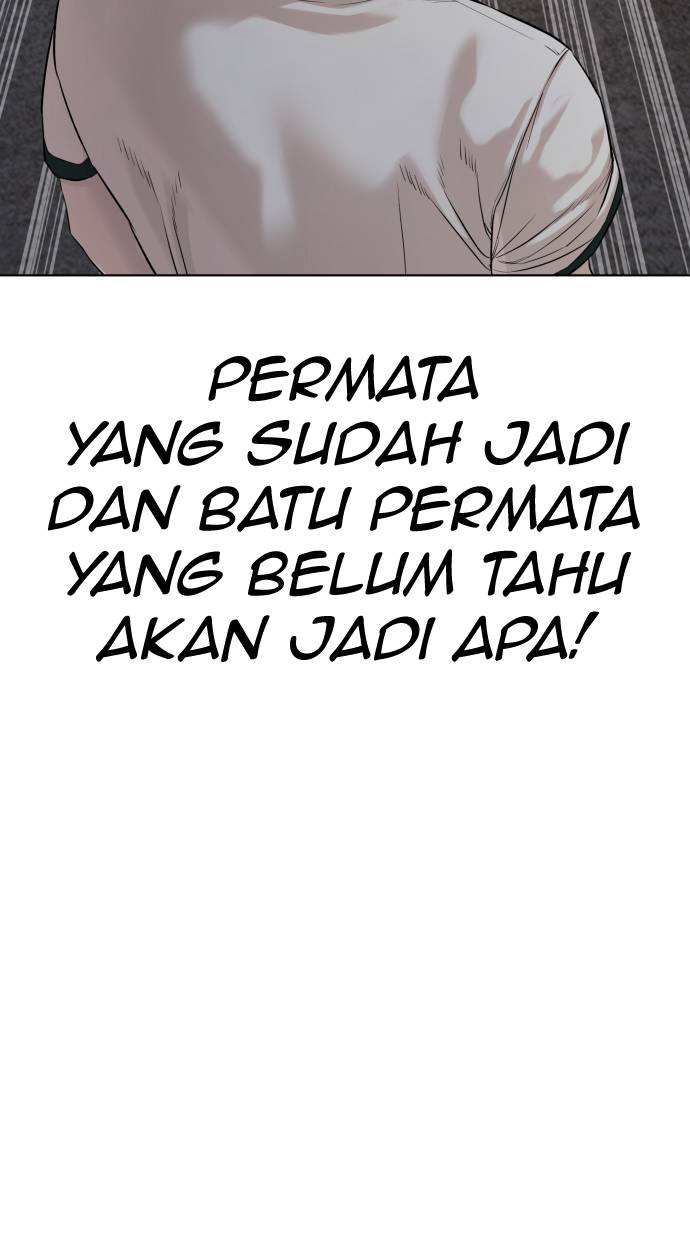 PERMATA
YANG SUDAH JADI
DAN BATU PERMATA
YANG BELUM TAHU
AKAN JADI APA!